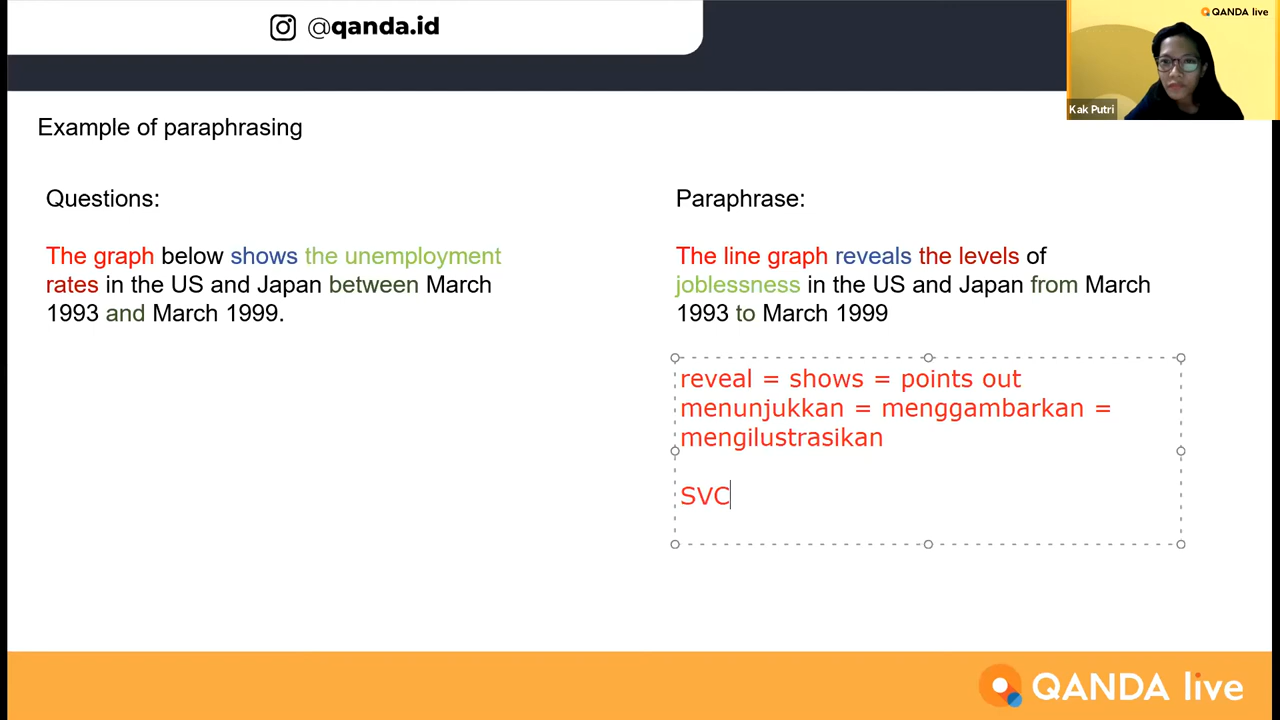 @qanda.id
QANDA live
Kak Putri
Example of paraphrasing
Questions:
The graph below shows the unemployment
rates in the US and Japan between March
1993 and March 1999.
Paraphrase:
The line graph reveals the levels of
joblessness in the US and Japan from March
1993 to March 1999
reveal = shows = points out
menunjukkan = menggambarkan =
mengilustrasikan
SVC
QANDA live